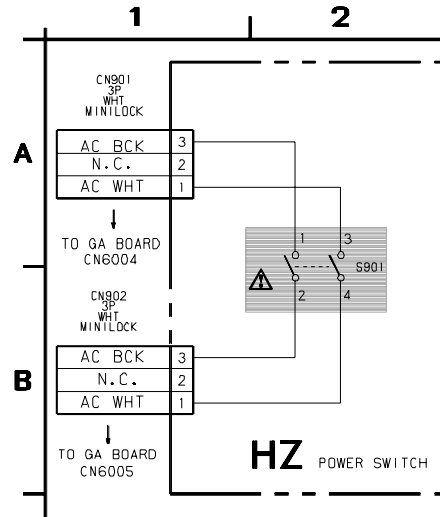 1 2
A
CN901
3P
WHT
MINILOCK
AC BCK 3
N.C. 2
AC WHT 1
TO GA BOARD
CN6004
1 3
S901
2 4
B
CN902
3P
WHT
MINILOCK
AC BCK 3
N.C. 2
AC WHT 1
TO GA BOARD
CN6005
HZ POWER SWITCH